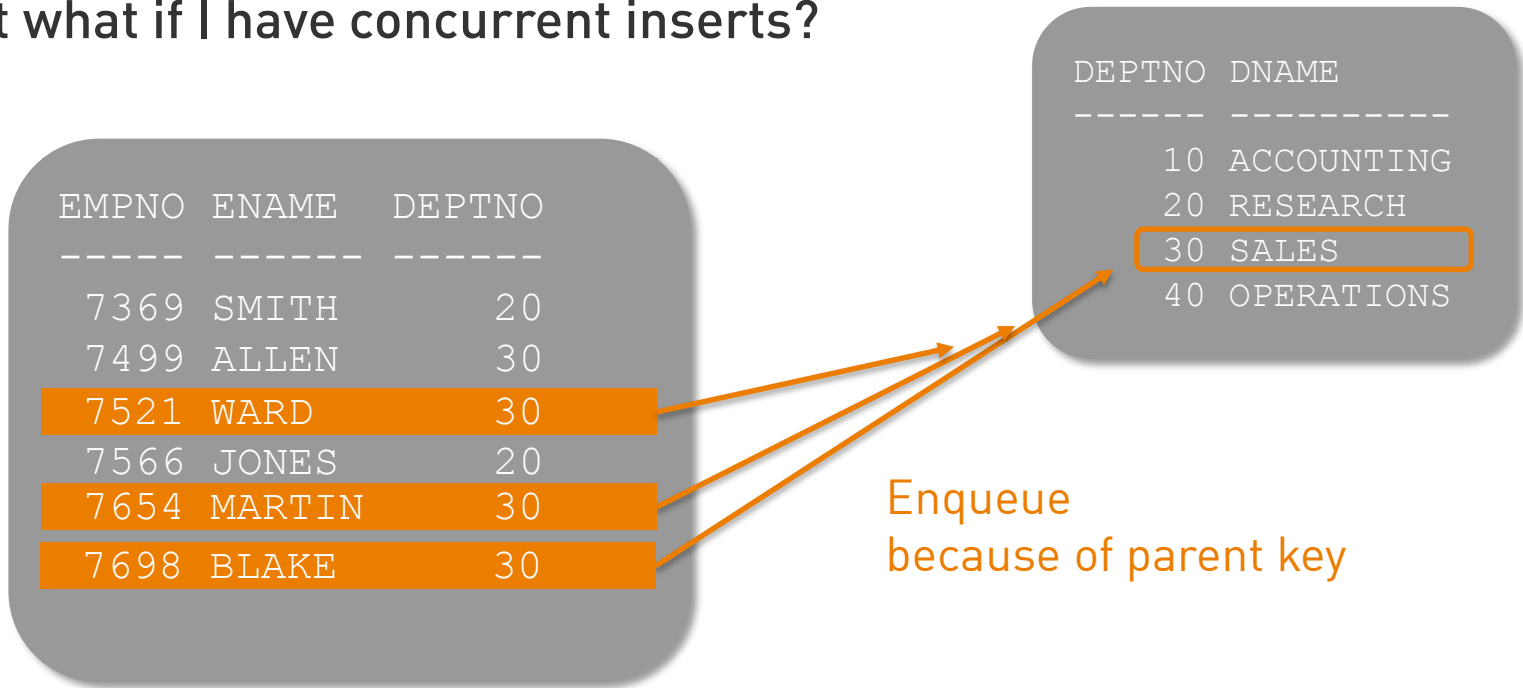 t what if I have concurrent inserts?
EMPNO ENAME DEPTNO
----- ------ ------
7369 SMITH 20
7499 ALLEN 30
7521 WARD 30
7566 JONES 20
7654 MARTIN 30
7698 BLAKE 30
DEPTNO DNAME
------ ----------
10 ACCOUNTING
20 RESEARCH
30 SALES
40 OPERATIONS
Enqueue
because of parent key